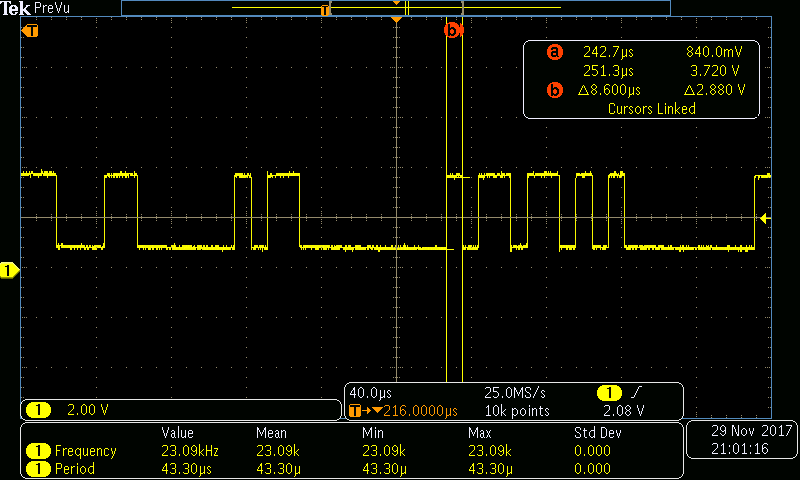 Tek PreVu
T
T
b
a 242.7µs 840.0mV
251.3µs 3.720 V
b Δ8.600µs Δ2.880 V
Cursors Linked
1
1 2.00 V
40.0µs 25.0MS/s 1
T→▼216.0000µs 10k points 2.08 V
Value Mean Min Max Std Dev
1 Frequency 23.09kHz 23.09k 23.09k 23.09k 0.000
1 Period 43.30µs 43.30µ 43.30µ 43.30µ 0.000
29 Nov 2017
21:01:16